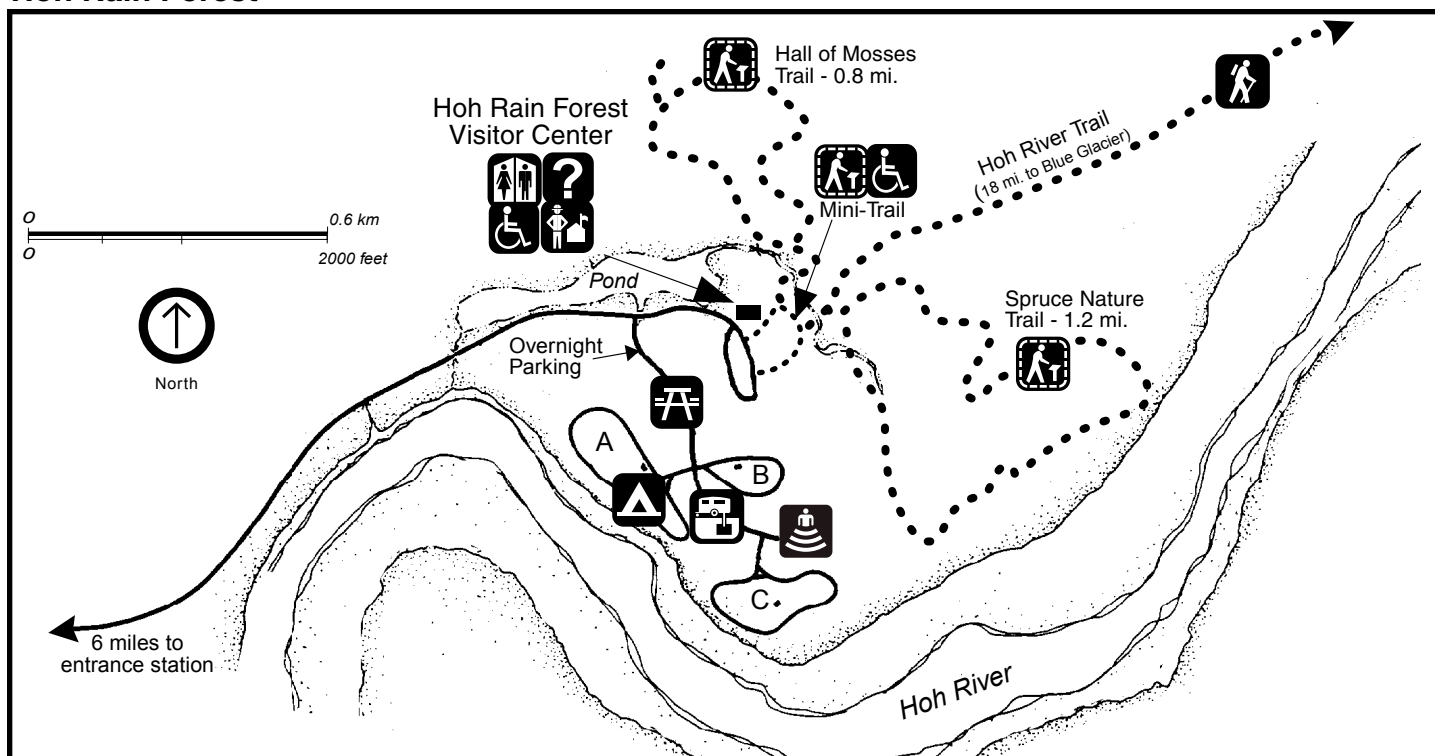 Hoh Rain Forest
Hall of Mosses
Trail - 0.8 mi.
Hoh Rain Forest
Visitor Center
?
Hoh River Trail
(18 mi. to Blue Glacier)
Mini-Trail
0
0.6 km
0
2000 feet
Pond
North
Overnight
Parking
Spruce Nature
Trail - 1.2 mi.
A
B
C
6 miles to
entrance station
Hoh River